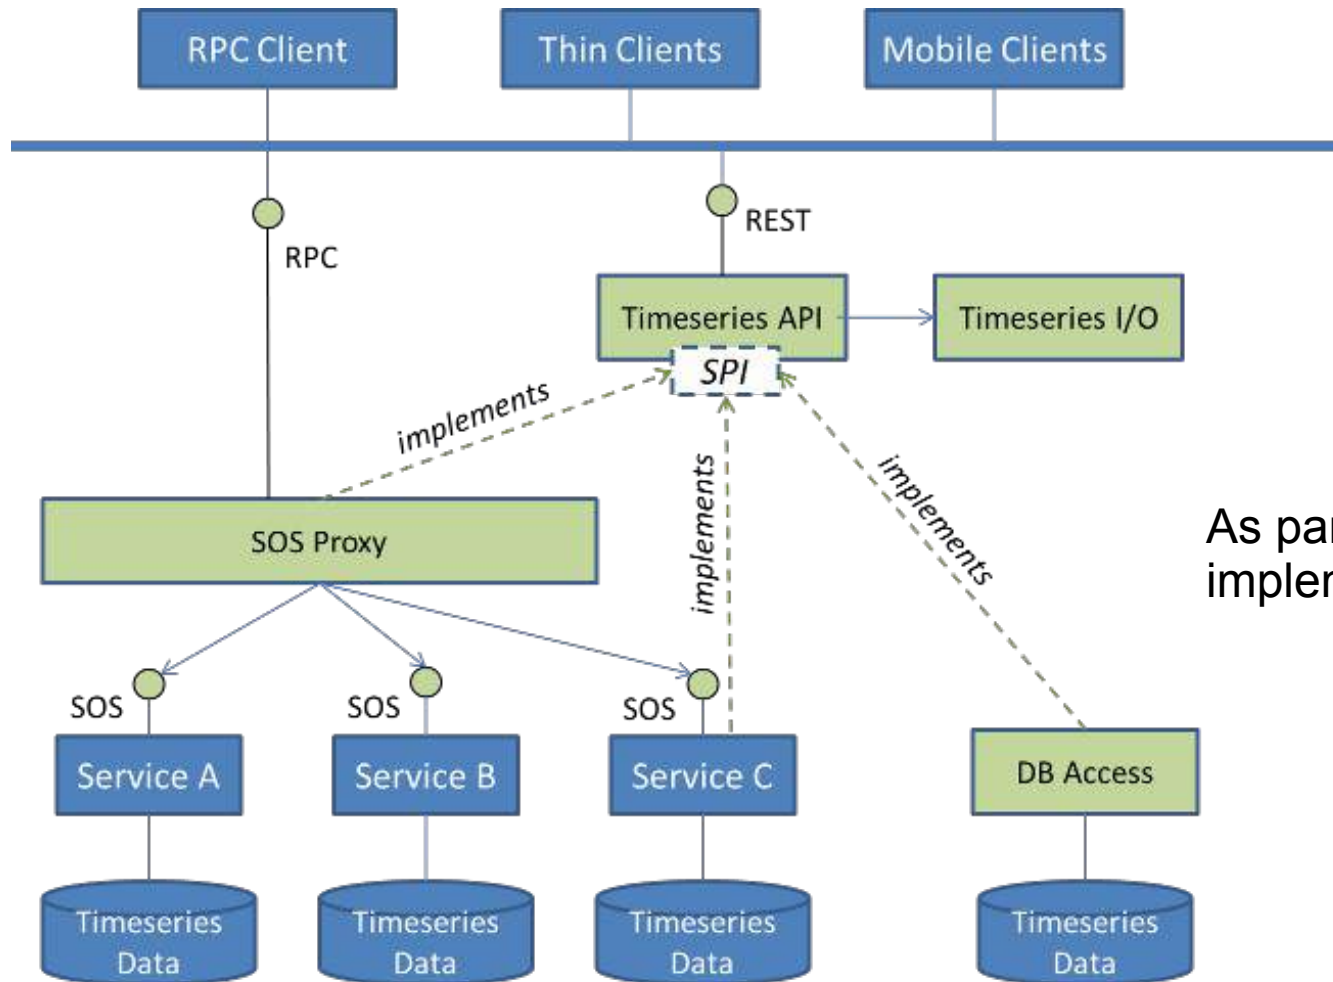 RPC Client
Thin Clients
Mobile Clients
RPC
REST
Timeseries API
Timeseries I/O
SPI
implements
implements
implements
SOS Proxy
As par
implem
SOS
SOS
SOS
Service A
Service B
Service C
DB Access
Timeseries
Data
Timeseries
Data
Timeseries
Data
Timeseries
Data